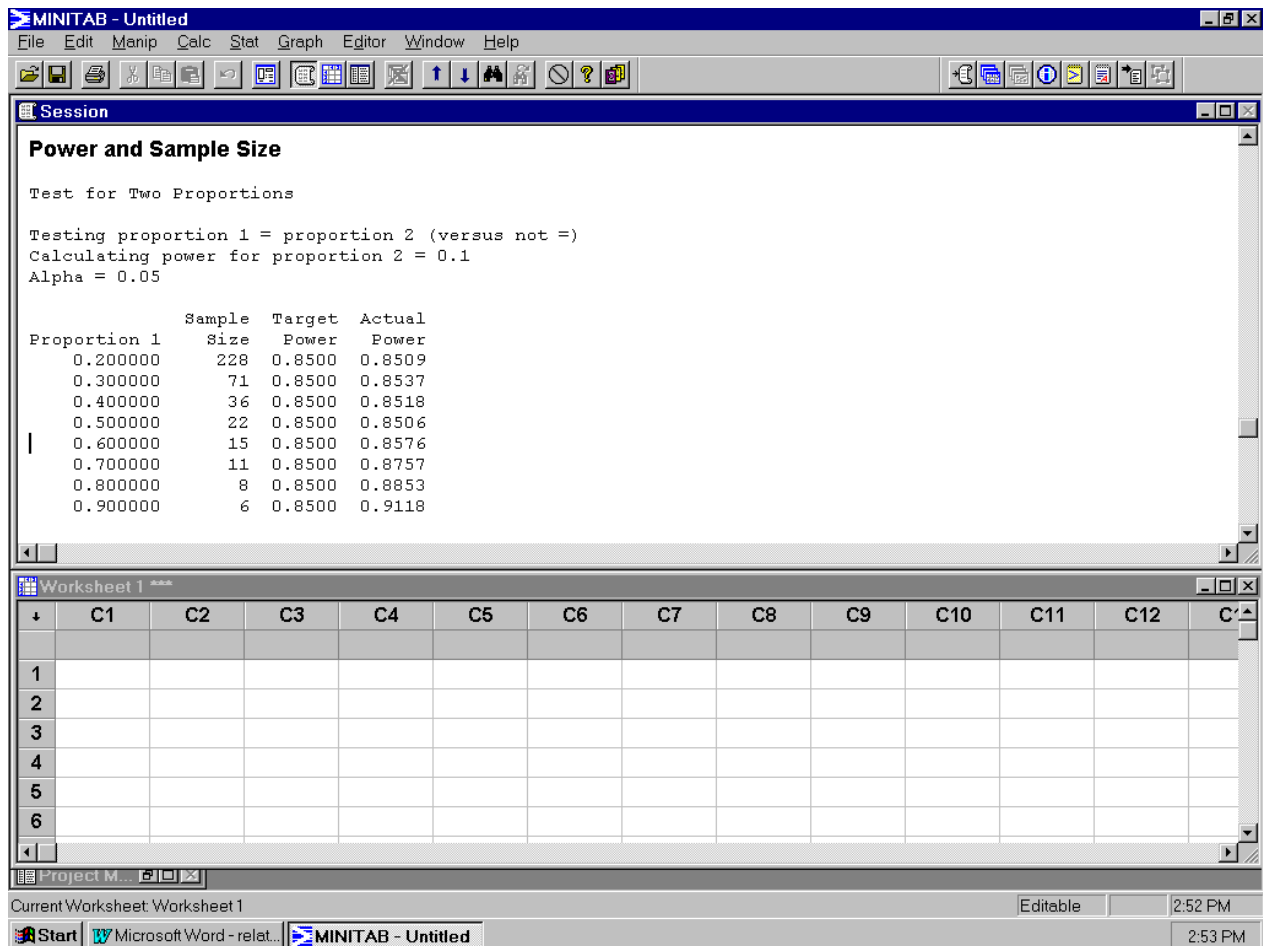 MINITAB - Untitled
File Edit Manip Calc Stat Graph Editor Window Help
Session
Power and Sample Size
Test for Two Proportions
Testing proportion 1 = proportion 2 (versus not =)
Calculating power for proportion 2 = 0.1
Alpha = 0.05
Sample Target Actual
Proportion 1 Size Power Power
0.200000 228 0.8500 0.8509
0.300000 71 0.8500 0.8537
0.400000 36 0.8500 0.8518
0.500000 22 0.8500 0.8506
0.600000 15 0.8500 0.8576
0.700000 11 0.8500 0.8757
0.800000 8 0.8500 0.8853
0.900000 6 0.8500 0.9118
Worksheet 1 ***
C1 C2 C3 C4 C5 C6 C7 C8 C9 C10 C11 C12
1
2
3
4
5
6
Project M...
Current Worksheet: Worksheet 1 Editable 2:52 PM
Start Microsoft Word - relat... MINITAB - Untitled 2:53 PM